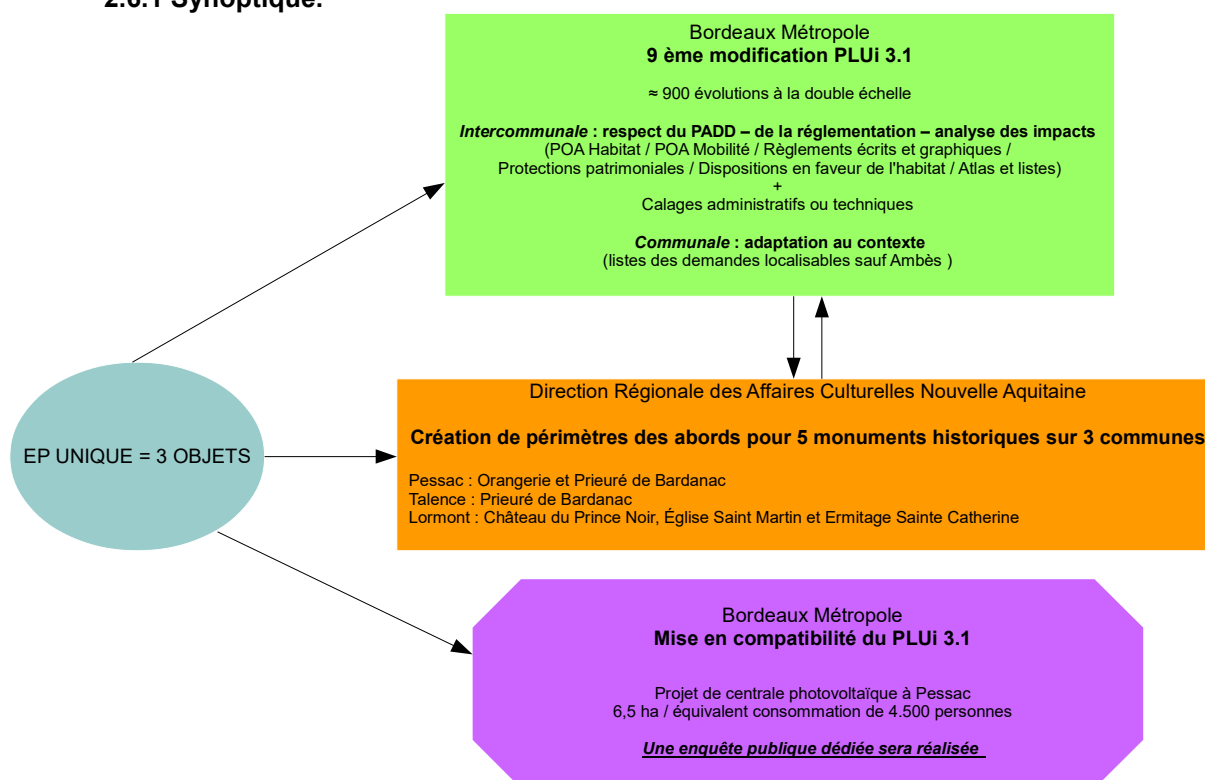 2.6.1 Synoptique.
Bordeaux Métropole
9 ème modification PLUi 3.1
≈ 900 évolutions à la double échelle
Intercommunale : respect du PADD – de la réglementation – analyse des impacts
(POA Habitat / POA Mobilité / Règlements écrits et graphiques /
Protections patrimoniales / Dispositions en faveur de l'habitat / Atlas et listes)
+
Calages administratifs ou techniques
Communale : adaptation au contexte
(listes des demandes localisables sauf Ambès )
EP UNIQUE = 3 OBJETS
Direction Régionale des Affaires Culturelles Nouvelle Aquitaine
Création de périmètres des abords pour 5 monuments historiques sur 3 communes
Pessac : Orangerie et Prieuré de Bardanac
Talence : Prieuré de Bardanac
Lormont : Château du Prince Noir, Église Saint Martin et Ermitage Sainte Catherine
Bordeaux Métropole
Mise en compatibilité du PLUi 3.1
Projet de centrale photovoltaïque à Pessac
6,5 ha / équivalent consommation de 4.500 personnes
Une enquête publique dédiée sera réalisée